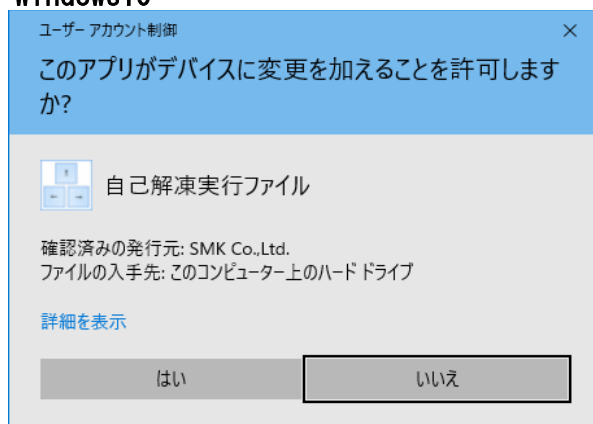 Windows10
ユーザー アカウント制御
このアプリがデバイスに変更を加えることを許可します
か?
自己解凍実行ファイル
確認済みの発行元: SMK Co.,Ltd.
ファイルの入手先: このコンピューター上のハード ドライブ
詳細を表示
はい
いいえ